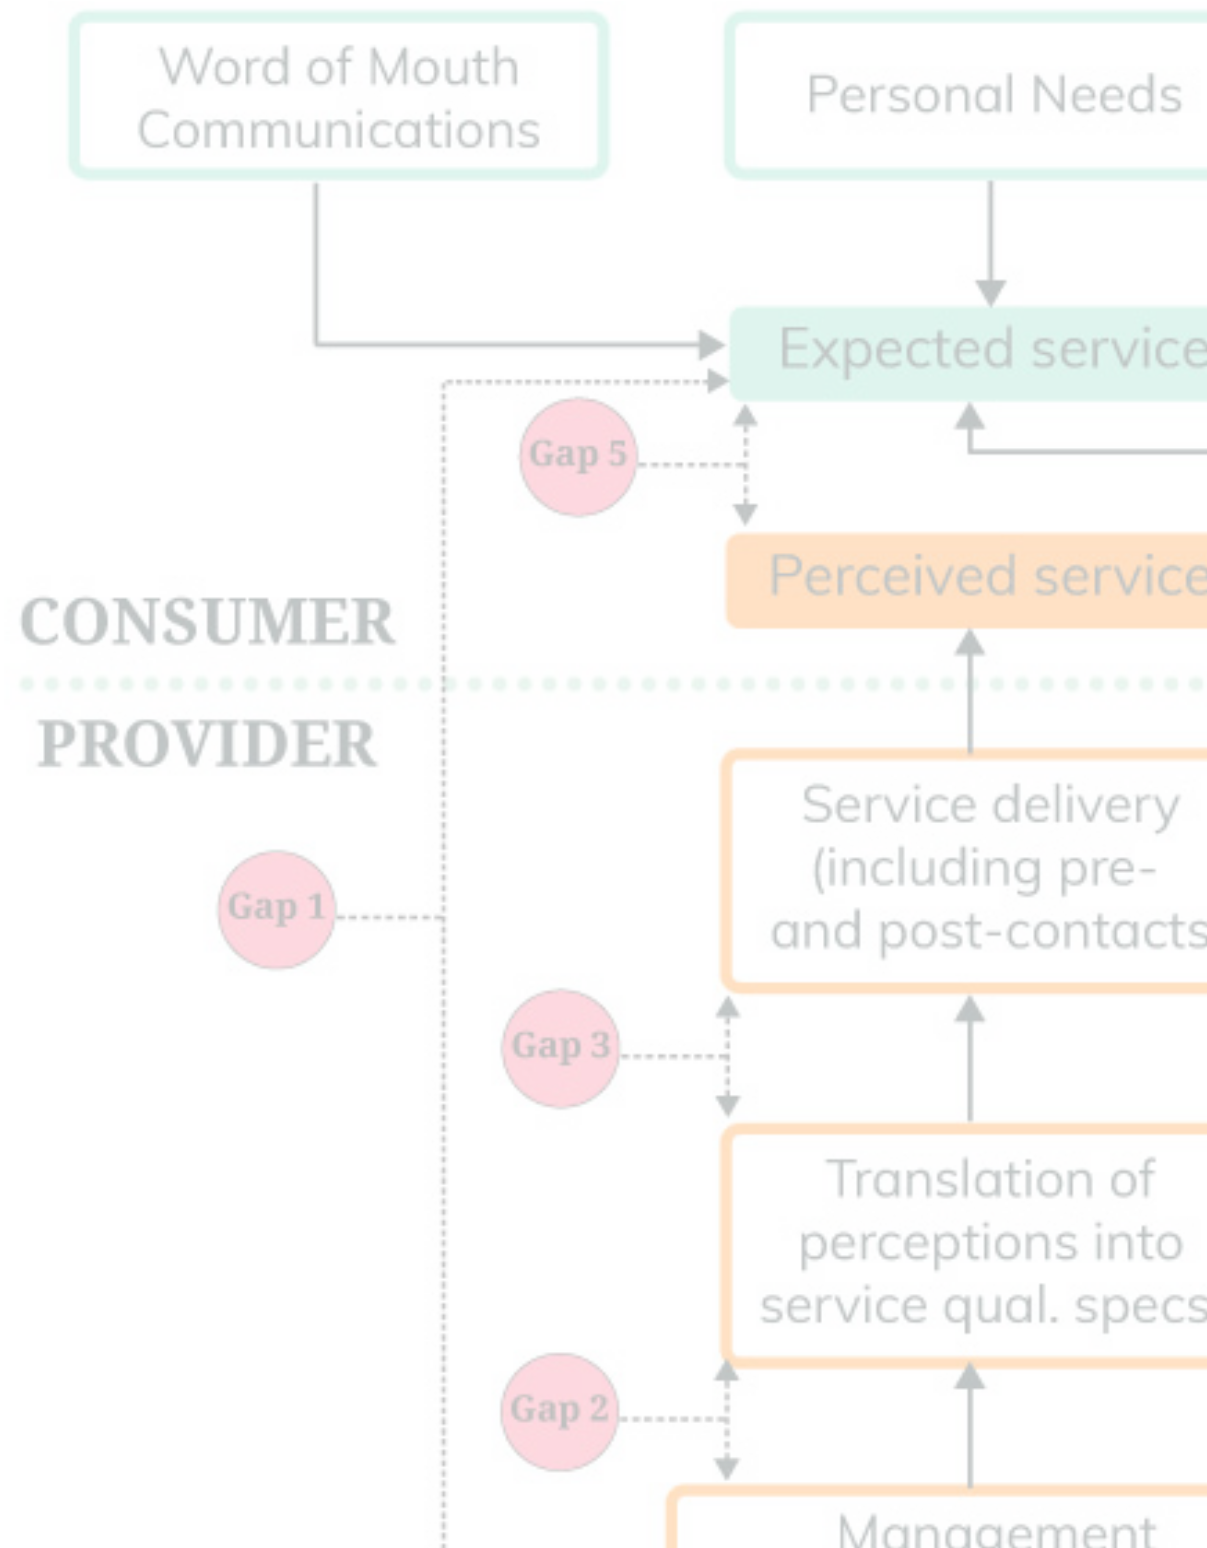 Word of Mouth
Communications
Personal Needs
Expected service
Gap 5
Perceived service
CONSUMER
PROVIDER
Service delivery
(including pre-
and post-contacts
Gap 1
Gap 3
Translation of
perceptions into
service qual. specs
Gap 2
Management